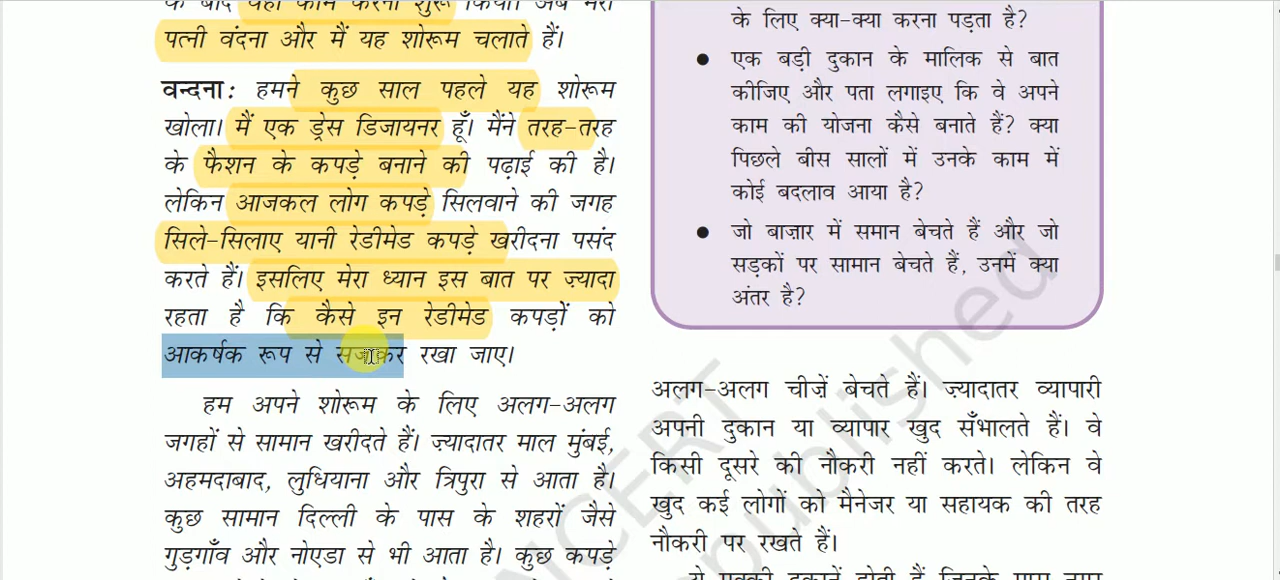 के बाद यहाँ काम करना शुरू किया। अब मेरी
पत्नी वंदना और मैं यह शोरूम चलाते हैं।
वन्दना: हमने कुछ साल पहले यह शोरूम
खोला। मैं एक ड्रेस डिजायनर हूँ। मैंने तरह-तरह
के फैशन के कपड़े बनाने की पढ़ाई की है।
लेकिन आजकल लोग कपड़े सिलवाने की जगह
सिले-सिलाए यानी रेडीमेड कपड़े खरीदना पसंद
करते हैं। इसलिए मेरा ध्यान इस बात पर ज़्यादा
रहता है कि कैसे इन रेडीमेड कपड़ों को
आकर्षक रूप से सजाकर रखा जाए।
हम अपने शोरूम के लिए अलग-अलग
जगहों से सामान खरीदते हैं। ज़्यादातर माल मुंबई,
अहमदाबाद, लुधियाना और त्रिपुरा से आता है।
कुछ सामान दिल्ली के पास के शहरों जैसे
गुड़गाँव और नोएडा से भी आता है। कुछ कपड़े
के लिए क्या-क्या करना पड़ता है?
● एक बड़ी दुकान के मालिक से बात
कीजिए और पता लगाइए कि वे अपने
काम की योजना कैसे बनाते हैं? क्या
पिछले बीस सालों में उनके काम में
कोई बदलाव आया है?
● जो बाज़ार में समान बेचते हैं और जो
सड़कों पर सामान बेचते हैं, उनमें क्या
अंतर है?
अलग-अलग चीज़ें बेचते हैं। ज़्यादातर व्यापारी
अपनी दुकान या व्यापार खुद सँभालते हैं। वे
किसी दूसरे की नौकरी नहीं करते। लेकिन वे
खुद कई लोगों को मैनेजर या सहायक की तरह
नौकरी पर रखते हैं।
NCERT
published